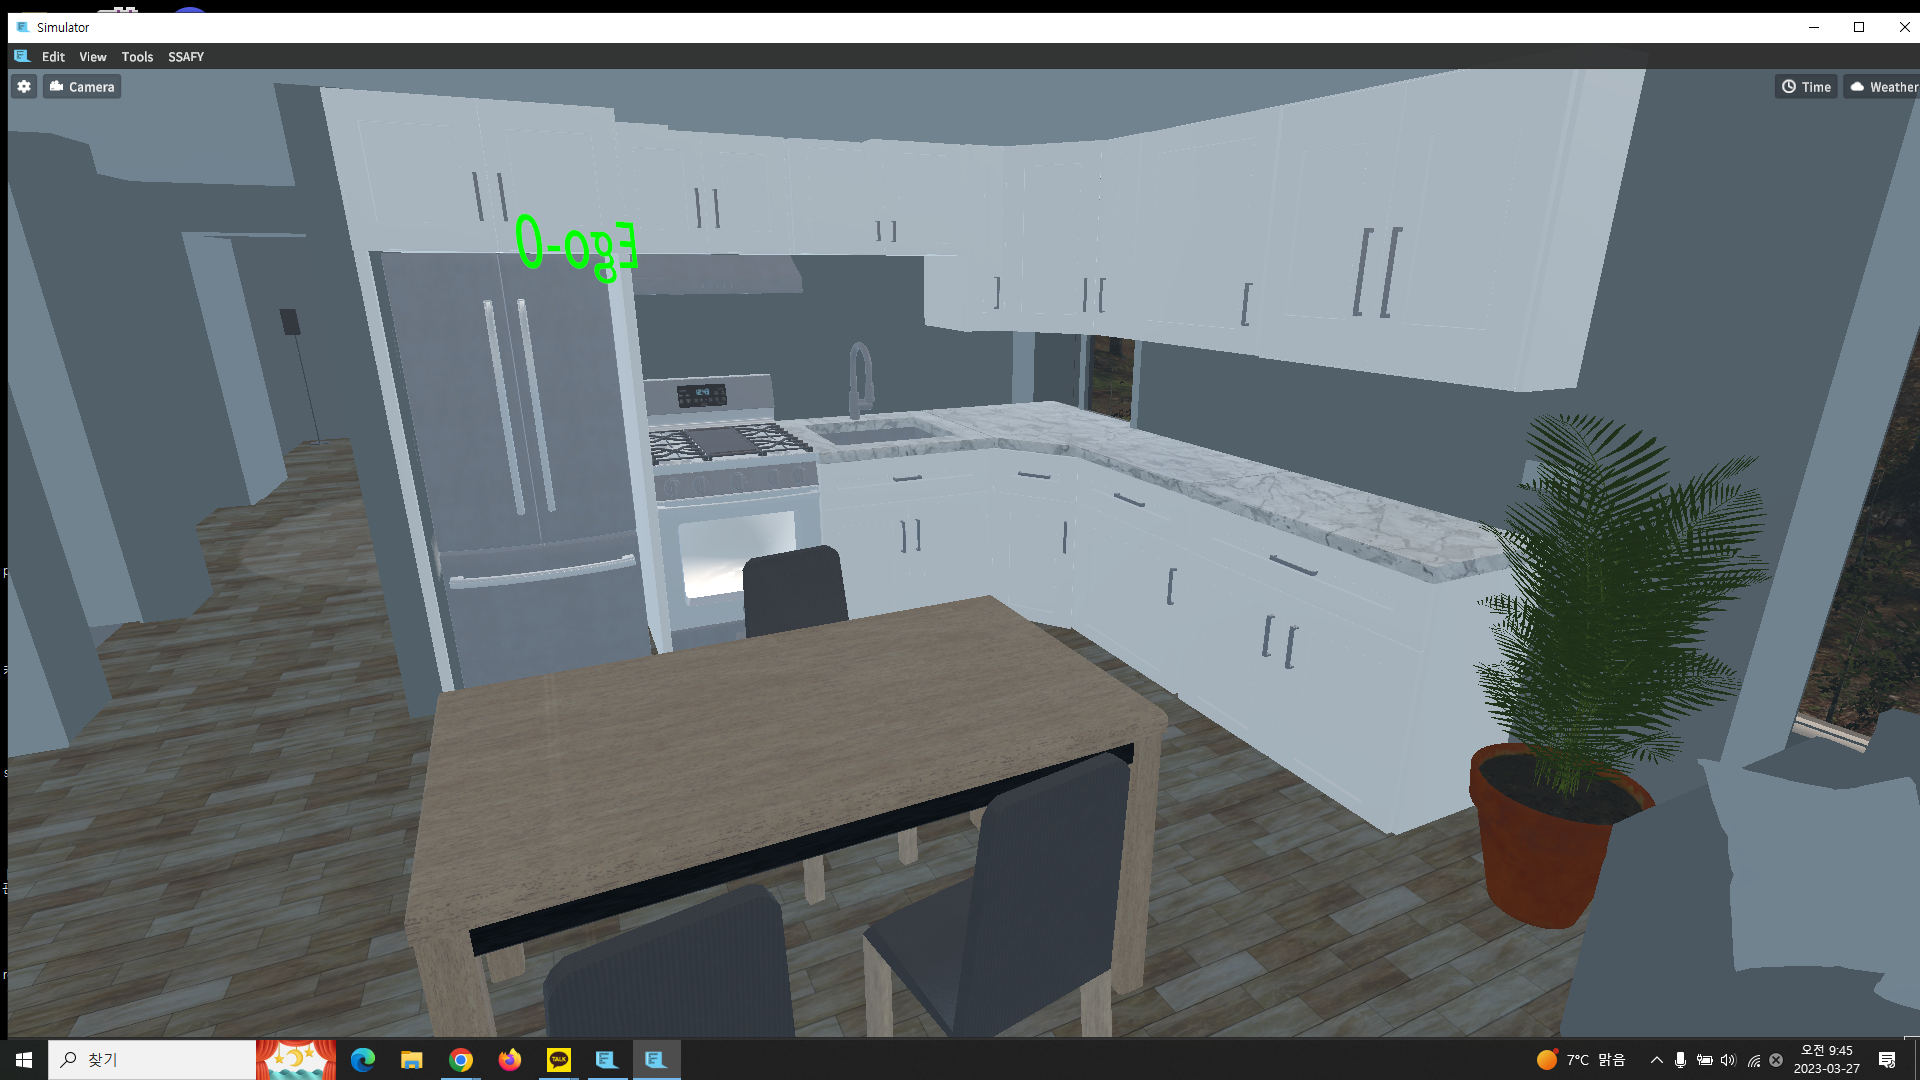 Simulator
Edit View Tools SSAFY
Camera
Time
Weather
Ego-0
찾기
TALK
7°C 맑음
오전 9:45
2023-03-27